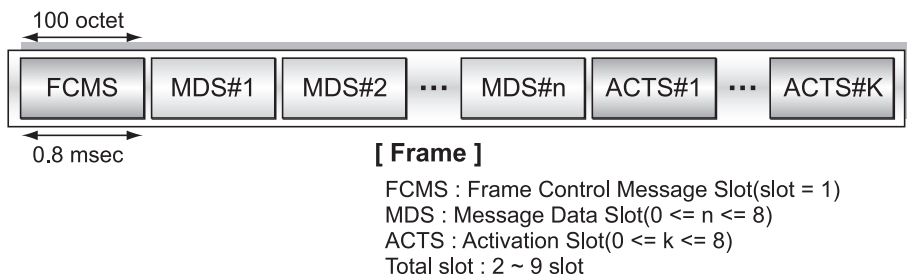 100 octet
FCMS MDS#1 MDS#2 ··· MDS#n ACTS#1 ··· ACTS#K
0.8 msec
[ Frame ]
FCMS : Frame Control Message Slot(slot = 1)
MDS : Message Data Slot(0 <= n <= 8)
ACTS : Activation Slot(0 <= k <= 8)
Total slot : 2 ~ 9 slot